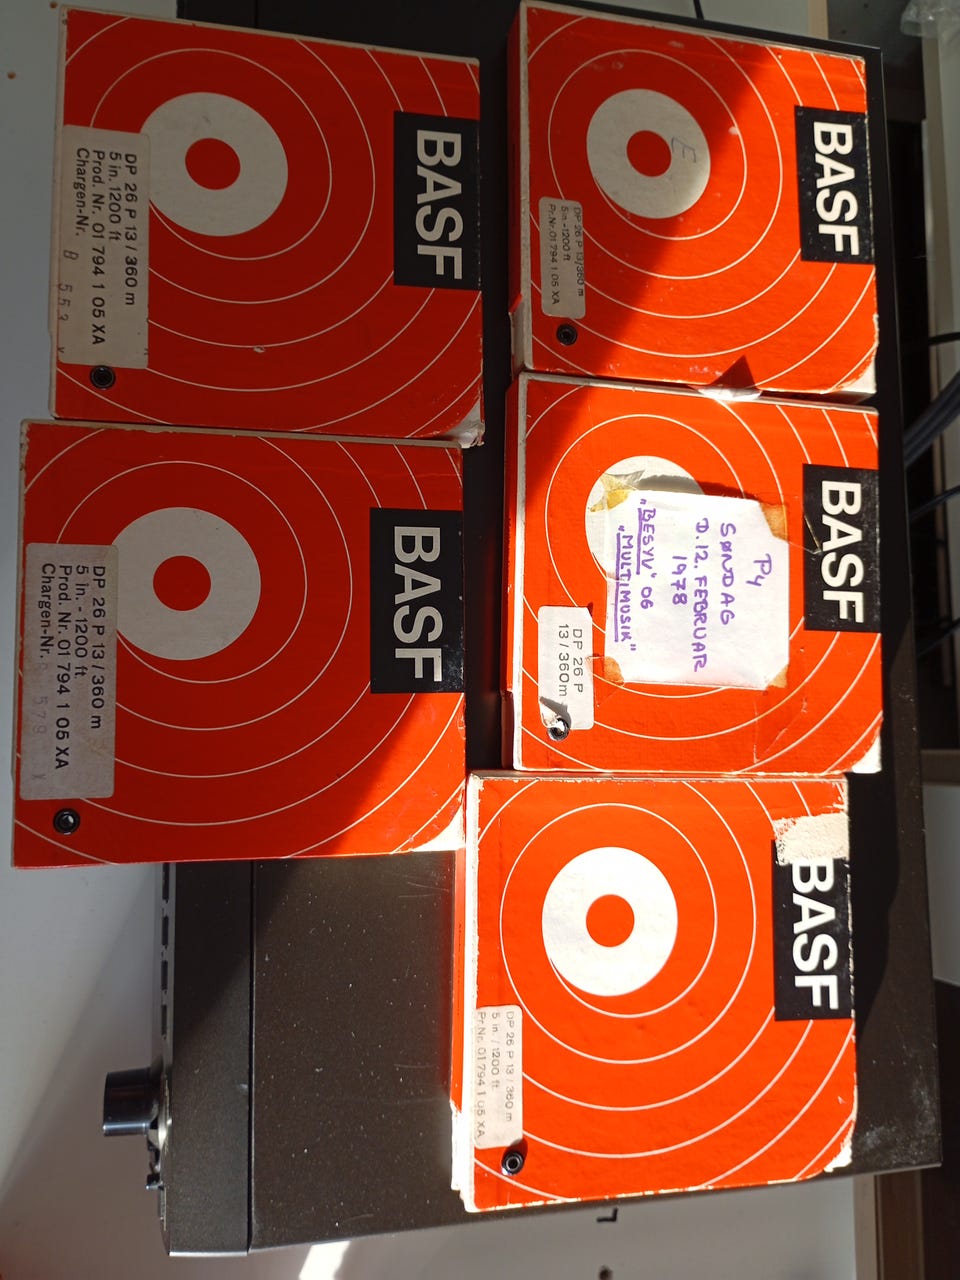 BASF
E
DP 26 P 13/360 m
5 in.-1200 ft
Pr.Nr.01 794 1 05 XA
BASF
P4
SØNDAG
D.12. FEBRUAR
1978
"BESYV' 06
"MULTIMUSIK"
DP 26 P
13/360m
BASF
DP 26 P 13 / 360 m
5 in. / 1200 ft
Pr.Nr. 01 794 1 05 XA
BASF
DP 26 P 13 / 360 m
5 in. 1200 ft
Prod. Nr. 01 794 1 05 XA
Chargen-Nr. B 553
BASF
DP 26 P 13 / 360 m
5 in. - 1200 ft
Prod. Nr. 01 794 1 05 XA
Chargen-Nr. 579 X